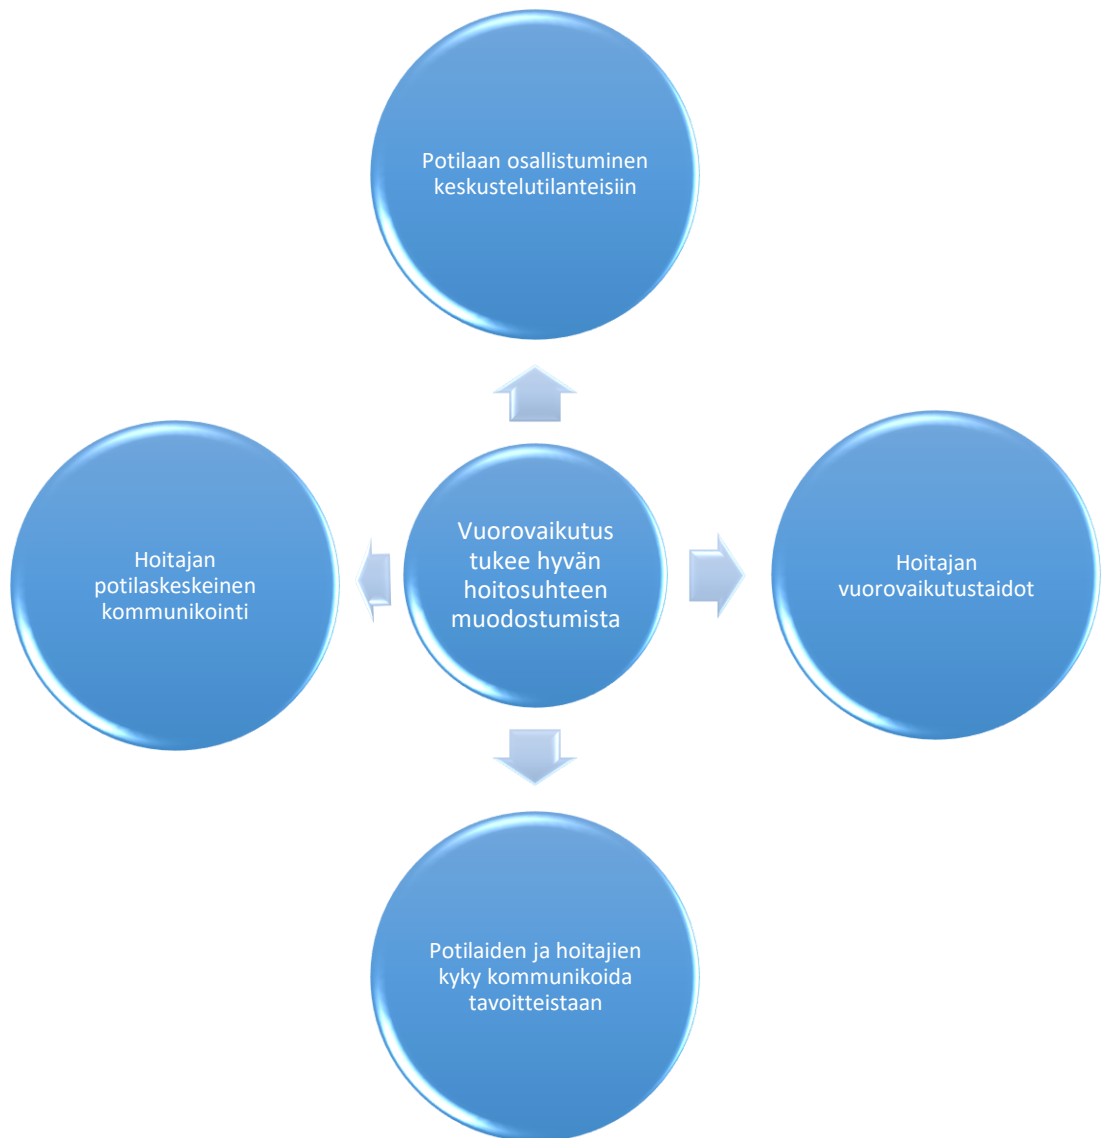 Potilaan osallistuminen
keskustelutilanteisiin
Hoitajan
potilaskeskeinen
kommunikointi
Vuorovaikutus
tukee hyvän
hoitosuhteen
muodostumista
Hoitajan
vuorovaikutustaidot
Potilaiden ja hoitajien
kyky kommunikoida
tavoitteistaan